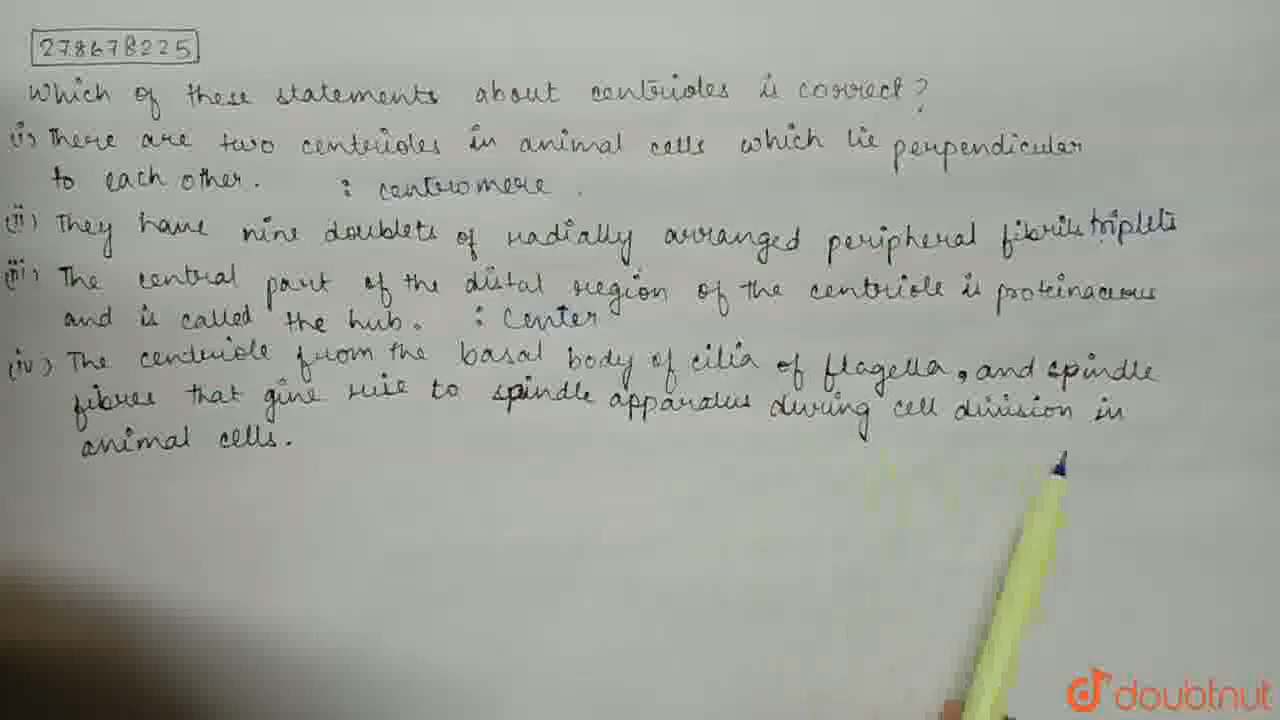 278678225
Which of these statements about centrioles is correct?
(i) There are two centrioles in animal cells which lie perpendicular
to each other. : centromere.
(ii) They have nine doublets of radially arranged peripheral fibrils triplets
(iii) The central part of the distal region of the centriole is proteinaceous
and is called the hub. : Center
(iv) The centriole from the basal body of cilia of flagella, and spindle
fibres that give rise to spindle apparatus during cell division in
animal cells.
doubtnut